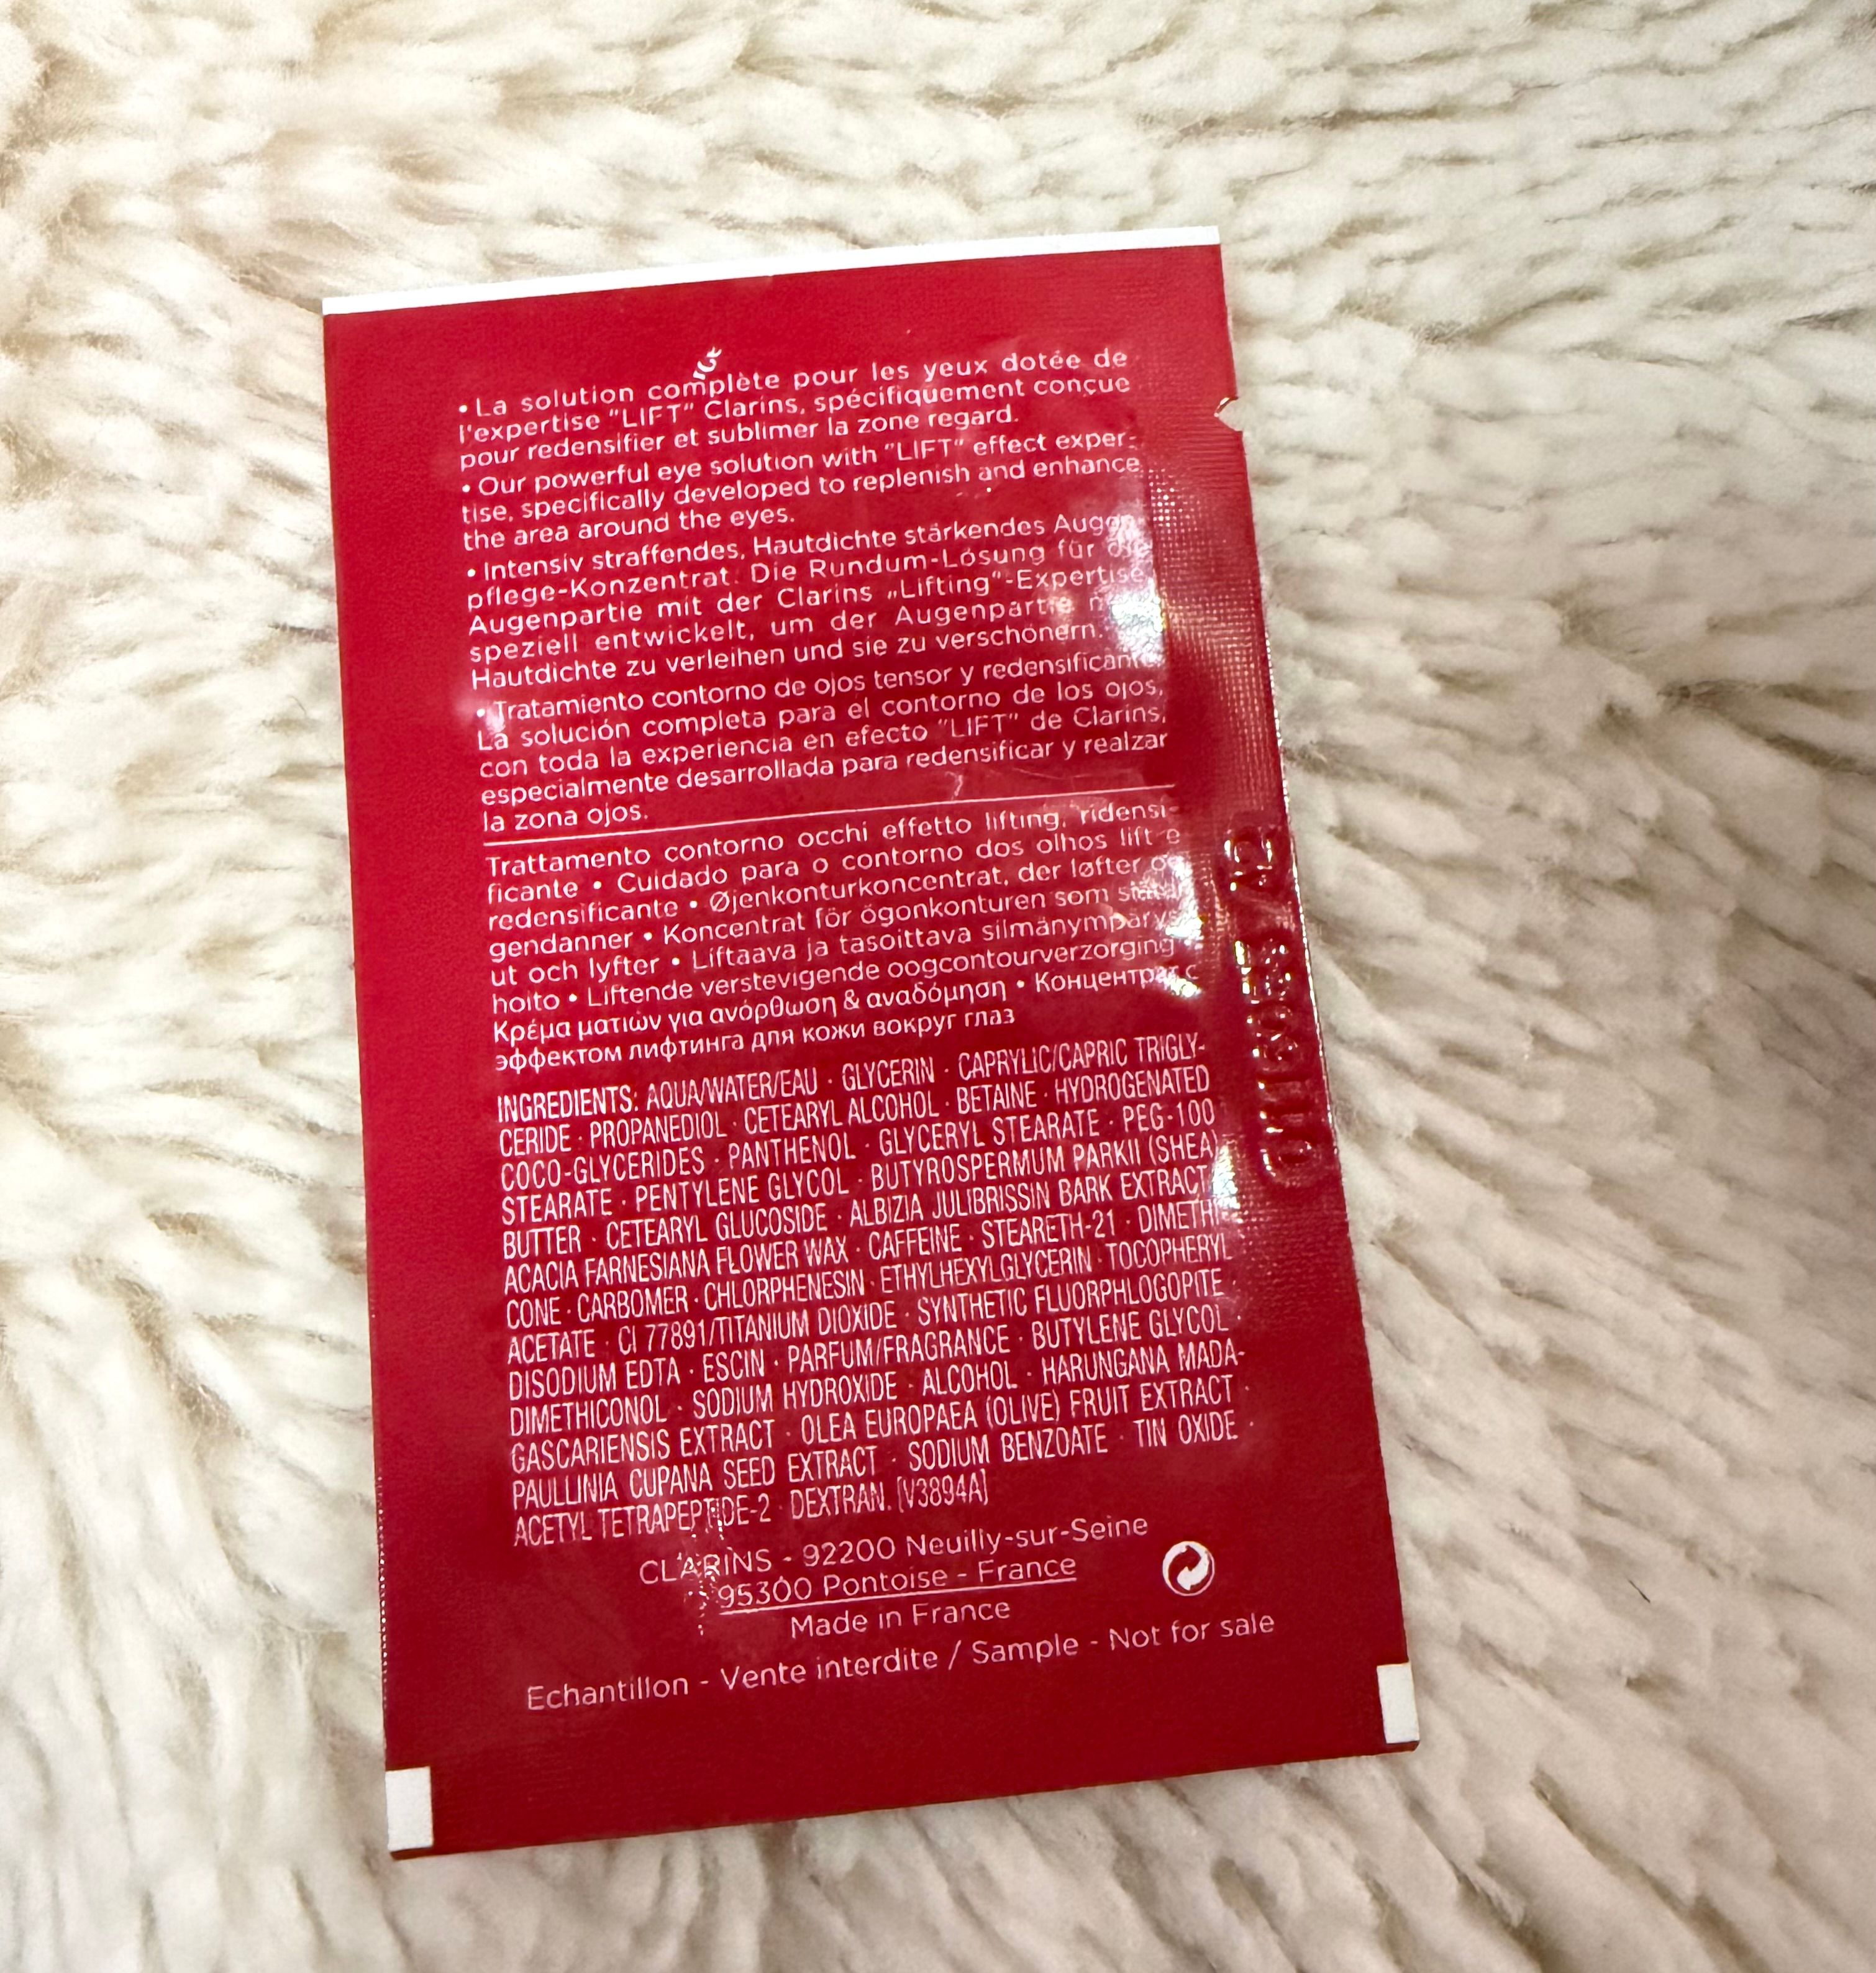 • La solution complète pour les yeux dotée de
l'expertise "LIFT" Clarins, spécifiquement conçue
pour redensifier et sublimer la zone regard.
• Our powerful eye solution with "LIFT" effect exper-
tise, specifically developed to replenish and enhance
the area around the eyes.
• Intensiv straffendes, Hautdichte stärkendes Augen-
pflege-Konzentrat. Die Rundum-Lösung für die
Augenpartie mit der Clarins „Lifting"-Expertise,
speziell entwickelt, um der Augenpartie
Hautdichte zu verleihen und sie zu verschönern.
• Tratamiento contorno de ojos tensor y redensificante
La solución completa para el contorno de los ojos,
con toda la experiencia en efecto "LIFT" de Clarins,
especialmente desarrollada para redensificar y realzar
la zona ojos.
Trattamento contorno occhi effetto lifting, ridensi-
ficante • Cuidado para o contorno dos olhos lift e
redensificante • Øjenkonturkoncentrat, der løfter og
gendanner • Koncentrat för ögonkonturen som
ut och lyfter • Liftaava ja tasoittava silmänympärys-
hoito • Liftende verstevigende oogcontourverzorging
Κρέμα ματιών για ανόρθωση & αναδόμηση • Концентрат с
эффектом лифтинга для кожи вокруг глаз
INGREDIENTS: AQUA/WATER/EAU · GLYCERIN · CAPRYLIC/CAPRIC TRIGLY-
CERIDE · PROPANEDIOL · CETEARYL ALCOHOL · BETAINE · HYDROGENATED
COCO-GLYCERIDES · PANTHENOL · GLYCERYL STEARATE · PEG-100
STEARATE · PENTYLENE GLYCOL · BUTYROSPERMUM PARKII (SHEA)
BUTTER · CETEARYL GLUCOSIDE · ALBIZIA JULIBRISSIN BARK EXTRACT ·
ACACIA FARNESIANA FLOWER WAX · CAFFEINE · STEARETH-21 · DIMETHI-
CONE · CARBOMER · CHLORPHENESIN · ETHYLHEXYLGLYCERIN · TOCOPHERYL
ACETATE · CI 77891/TITANIUM DIOXIDE · SYNTHETIC FLUORPHLOGOPITE ·
DISODIUM EDTA · ESCIN · PARFUM/FRAGRANCE · BUTYLENE GLYCOL ·
DIMETHICONOL · SODIUM HYDROXIDE · ALCOHOL · HARUNGANA MADA-
GASCARIENSIS EXTRACT · OLEA EUROPAEA (OLIVE) FRUIT EXTRACT ·
PAULLINIA CUPANA SEED EXTRACT · SODIUM BENZOATE · TIN OXIDE ·
ACETYL TETRAPEPTIDE-2 · DEXTRAN. [V3894A]
CLARINS - 92200 Neuilly-sur-Seine
95300 Pontoise - France
Made in France
Echantillon - Vente interdite / Sample - Not for sale